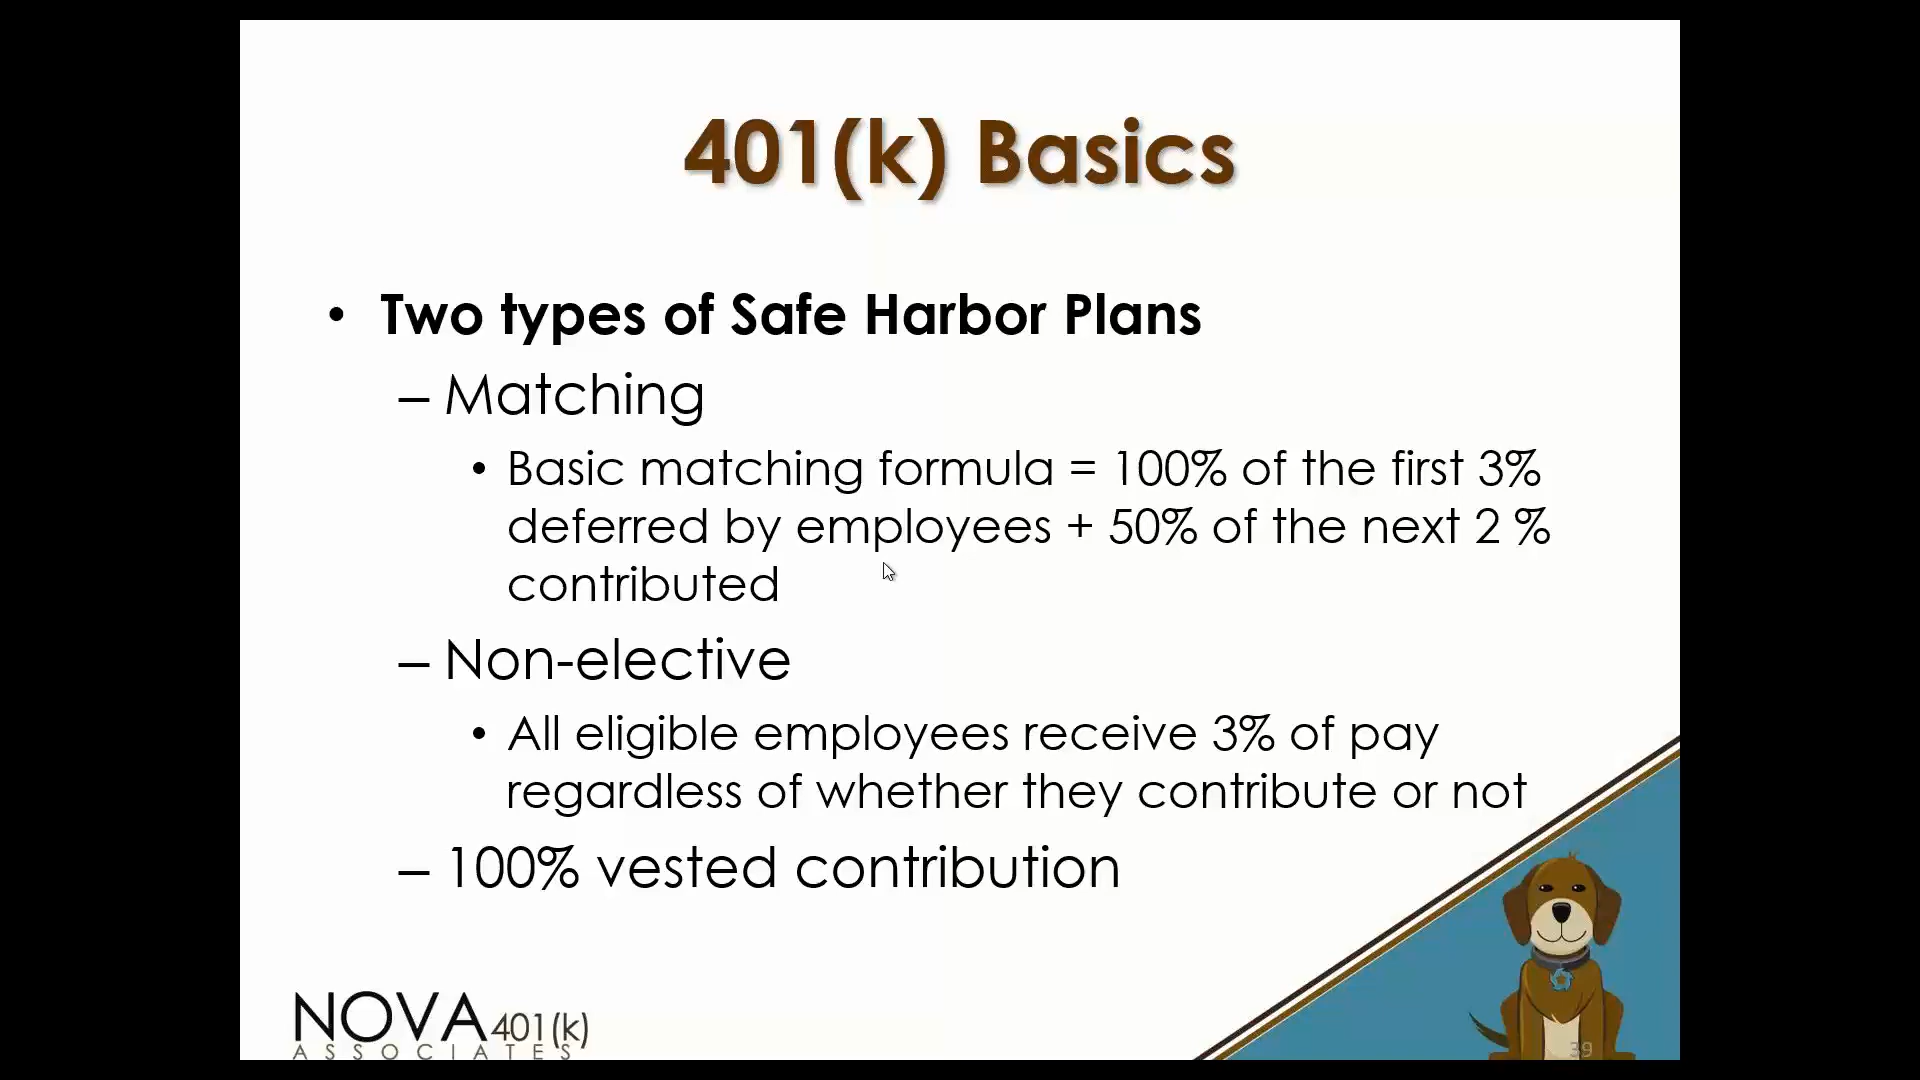 401(k) Basics
• Two types of Safe Harbor Plans
– Matching
• Basic matching formula = 100% of the first 3%
deferred by employees + 50% of the next 2 %
contributed
– Non-elective
• All eligible employees receive 3% of pay
regardless of whether they contribute or not
– 100% vested contribution
NOVA 401(k)
ASSOCIATES
39